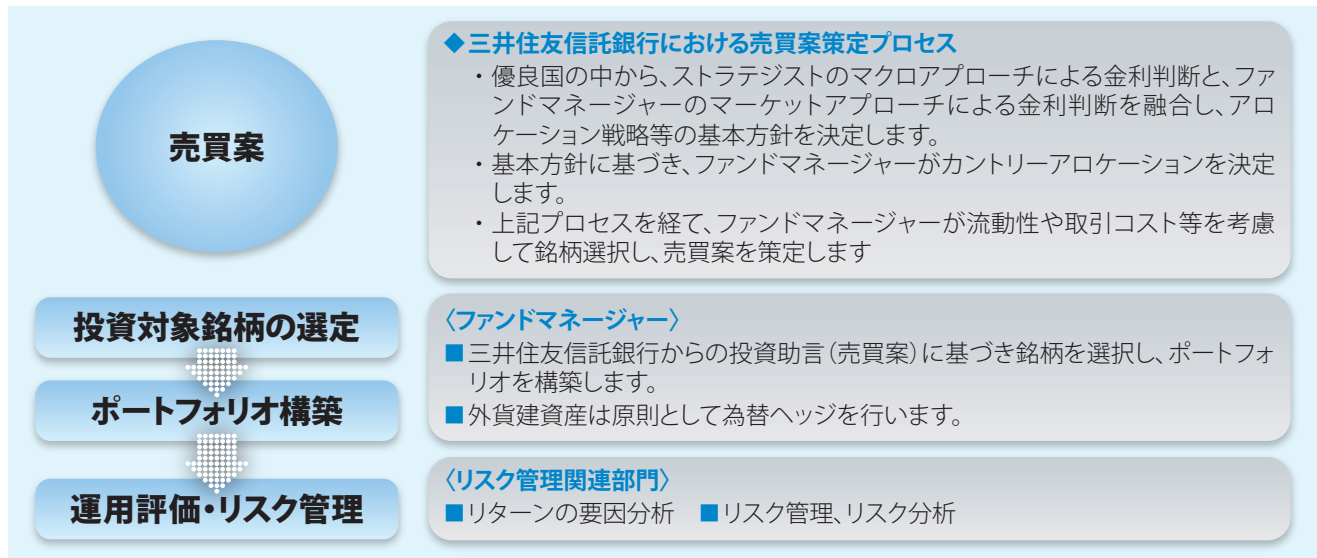 売買案
◆三井住友信託銀行における売買案策定プロセス
・優良国の中から、ストラテジストのマクロアプローチによる金利判断と、ファ
ンドマネージャーのマーケットアプローチによる金利判断を融合し、アロ
ケーション戦略等の基本方針を決定します。
・基本方針に基づき、ファンドマネージャーがカントリーアロケーションを決定
します。
・上記プロセスを経て、ファンドマネージャーが流動性や取引コスト等を考慮
して銘柄選択し、売買案を策定します
投資対象銘柄の選定
ポートフォリオ構築
〈ファンドマネージャー〉
■三井住友信託銀行からの投資助言（売買案）に基づき銘柄を選択し、ポートフォ
リオを構築します。
■外貨建資産は原則として為替ヘッジを行います。
運用評価・リスク管理
〈リスク管理関連部門〉
■リターンの要因分析　■リスク管理、リスク分析